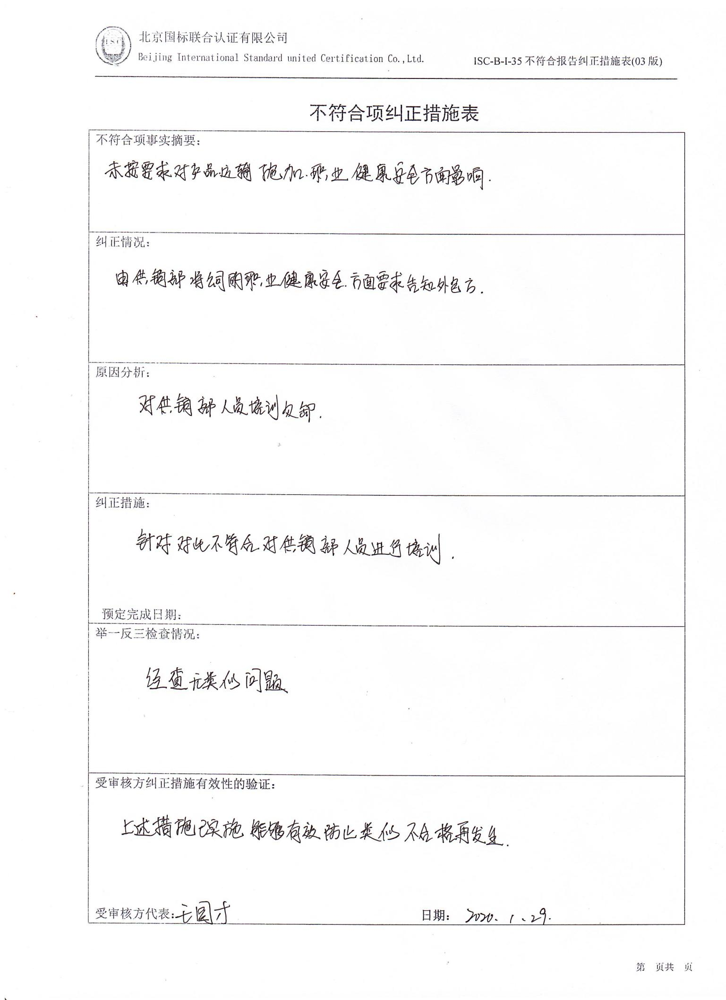 ISC
北京国标联合认证有限公司
Beijing International Standard united Certification Co.,Ltd.
ISC-B-I-35 不符合报告纠正措施表(03 版)
不符合项纠正措施表
不符合项事实摘要：
未按要求对产品运输施加职业健康安全方面影响.
纠正情况：
由供销部将公司的职业健康安全方面要求告知外包方.
原因分析：
对供销部人员培训欠卸.
纠正措施：
针对对此不符合对供销部人员进行培训.
预定完成日期：
举一反三检查情况：
经查无类似问题
受审核方纠正措施有效性的验证：
上述措施已实施 能够有效防止类似不合格再发生.
受审核方代表：王国才
日期： 2020.1.29.
第 页共 页